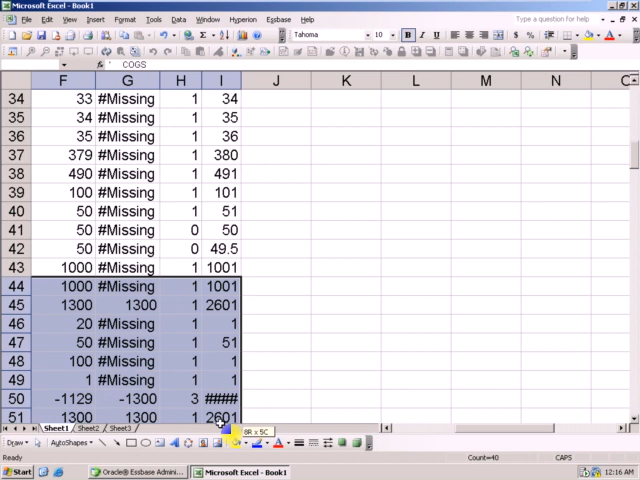 Microsoft Excel - Book1
File Edit View Insert Format Tools Data Window Hyperion Essbase Help
Type a question for help
Tahoma 10 B I U $ %
fx ' COGS
F G H I J K L M N
34 33 #Missing 1 34
35 34 #Missing 1 35
36 35 #Missing 1 36
37 379 #Missing 1 380
38 490 #Missing 1 491
39 100 #Missing 1 101
40 50 #Missing 1 51
41 50 #Missing 0 50
42 50 #Missing 0 49.5
43 1000 #Missing 1 1001
44 1000 #Missing 1 1001
45 1300 1300 1 2601
46 20 #Missing 1 1
47 50 #Missing 1 51
48 100 #Missing 1 1
49 1 #Missing 1 1
50 -1129 -1300 3 ####
51 1300 1300 1 2601
8R x 5C
Sheet1 Sheet2 Sheet3
Draw AutoShapes
Ready Count=40 CAPS
Start Oracle® Essbase Admini... Microsoft Excel - Book1 12:16 AM